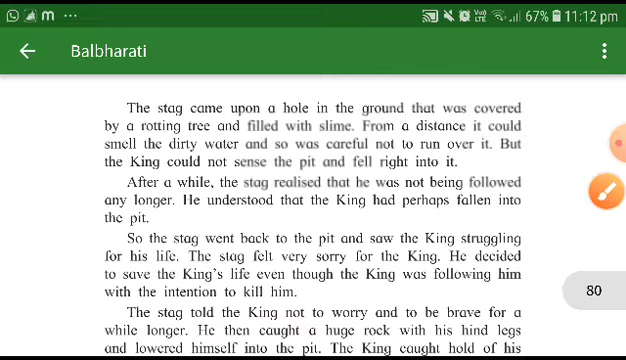 67% 11:12 pm
Balbharati
The stag came upon a hole in the ground that was covered
by a rotting tree and filled with slime. From a distance it could
smell the dirty water and so was careful not to run over it. But
the King could not sense the pit and fell right into it.
After a while, the stag realised that he was not being followed
any longer. He understood that the King had perhaps fallen into
the pit.
So the stag went back to the pit and saw the King struggling
for his life. The stag felt very sorry for the King. He decided
to save the King's life even though the King was following him
with the intention to kill him.
80
The stag told the King not to worry and to be brave for a
while longer. He then caught a huge rock with his hind legs
and lowered himself into the pit. The King caught hold of his